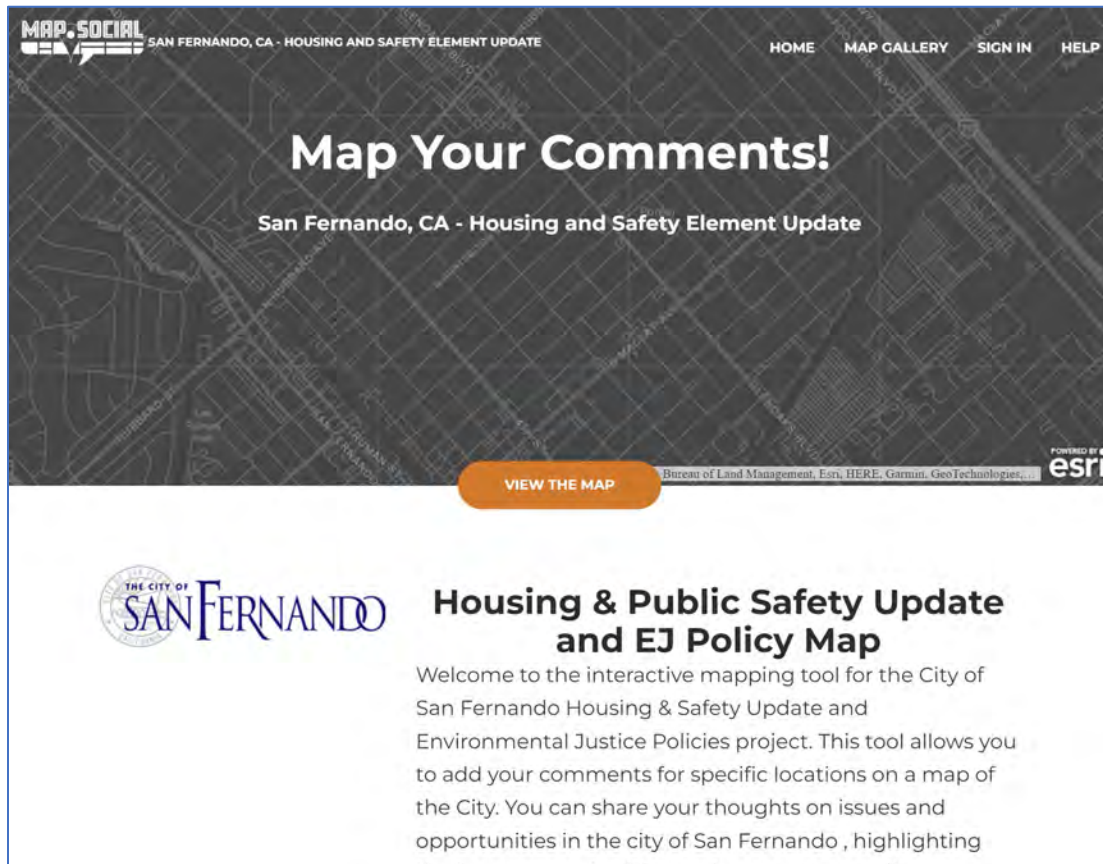 MAP.SOCIAL
SAN FERNANDO, CA - HOUSING AND SAFETY ELEMENT UPDATE
HOME MAP GALLERY SIGN IN HELP
Map Your Comments!
San Fernando, CA - Housing and Safety Element Update
HUBBARD ST
Bureau of Land Management, Esri, HERE, Garmin, GeoTechnologies,...
POWERED BY
esri
VIEW THE MAP
THE CITY OF
SAN FERNANDO
CALIFORNIA
Housing & Public Safety Update
and EJ Policy Map
Welcome to the interactive mapping tool for the City of
San Fernando Housing & Safety Update and
Environmental Justice Policies project. This tool allows you
to add your comments for specific locations on a map of
the City. You can share your thoughts on issues and
opportunities in the city of San Fernando , highlighting